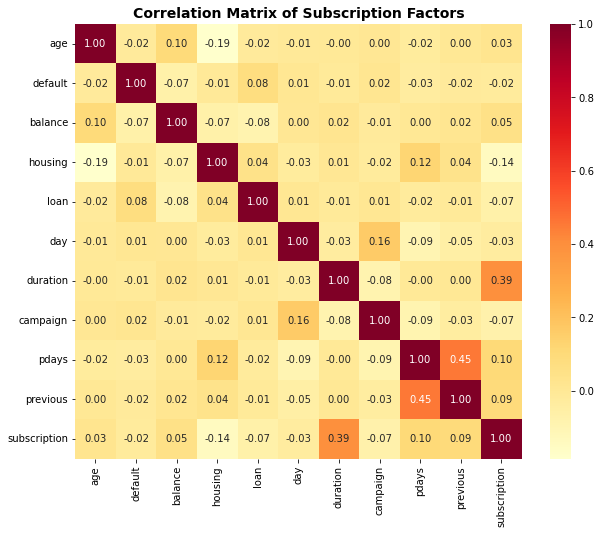 Correlation Matrix of Subscription Factors
age 1.00 -0.02 0.10 -0.19 -0.02 -0.01 -0.00 0.00 -0.02 0.00 0.03
default -0.02 1.00 -0.07 -0.01 0.08 0.01 -0.01 0.02 -0.03 -0.02 -0.02
balance 0.10 -0.07 1.00 -0.07 -0.08 0.00 0.02 -0.01 0.00 0.02 0.05
housing -0.19 -0.01 -0.07 1.00 0.04 -0.03 0.01 -0.02 0.12 0.04 -0.14
loan -0.02 0.08 -0.08 0.04 1.00 0.01 -0.01 0.01 -0.02 -0.01 -0.07
day -0.01 0.01 0.00 -0.03 0.01 1.00 -0.03 0.16 -0.09 -0.05 -0.03
duration -0.00 -0.01 0.02 0.01 -0.01 -0.03 1.00 -0.08 -0.00 0.00 0.39
campaign 0.00 0.02 -0.01 -0.02 0.01 0.16 -0.08 1.00 -0.09 -0.03 -0.07
pdays -0.02 -0.03 0.00 0.12 -0.02 -0.09 -0.00 -0.09 1.00 0.45 0.10
previous 0.00 -0.02 0.02 0.04 -0.01 -0.05 0.00 -0.03 0.45 1.00 0.09
subscription 0.03 -0.02 0.05 -0.14 -0.07 -0.03 0.39 -0.07 0.10 0.09 1.00
age default balance housing loan day duration campaign pdays previous subscription
1.0
0.8
0.6
0.4
0.2
0.0